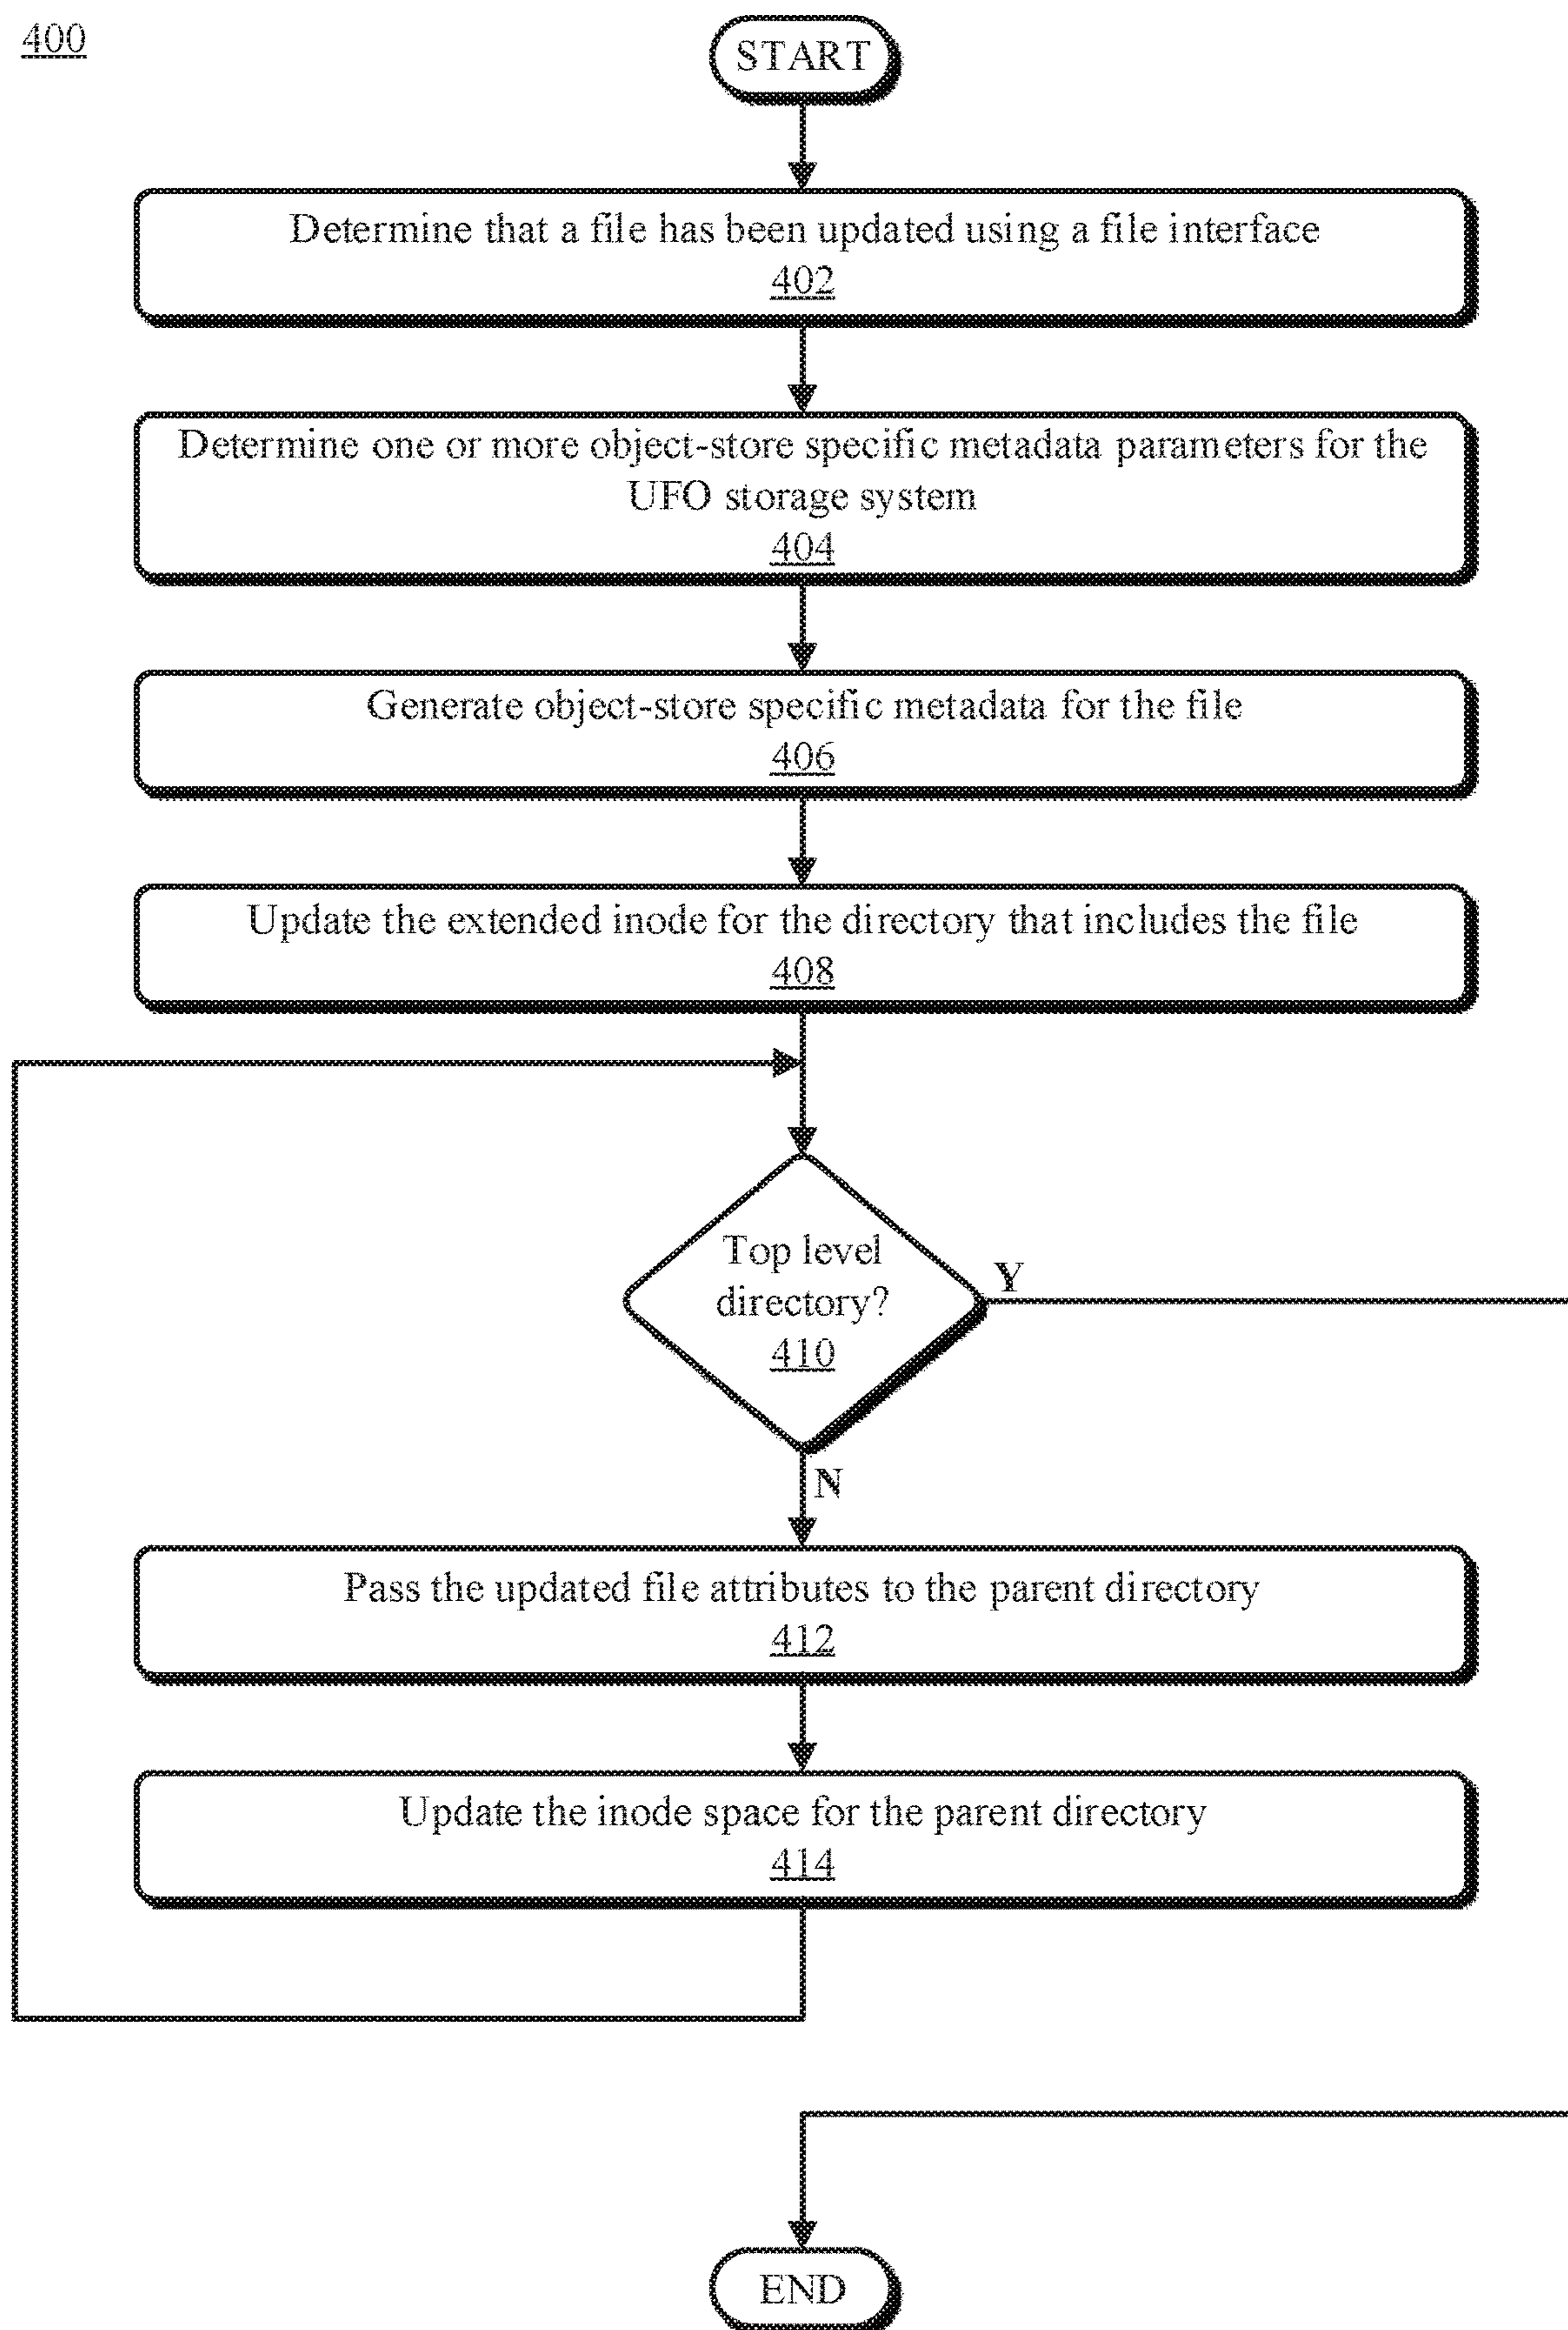 400
START
Determine that a file has been updated using a file interface
402
Determine one or more object-store specific metadata parameters for the
UFO storage system
404
Generate object-store specific metadata for the file
406
Update the extended inode for the directory that includes the file
408
Top level
directory?
410
Y
N
Pass the updated file attributes to the parent directory
412
Update the inode space for the parent directory
414
END